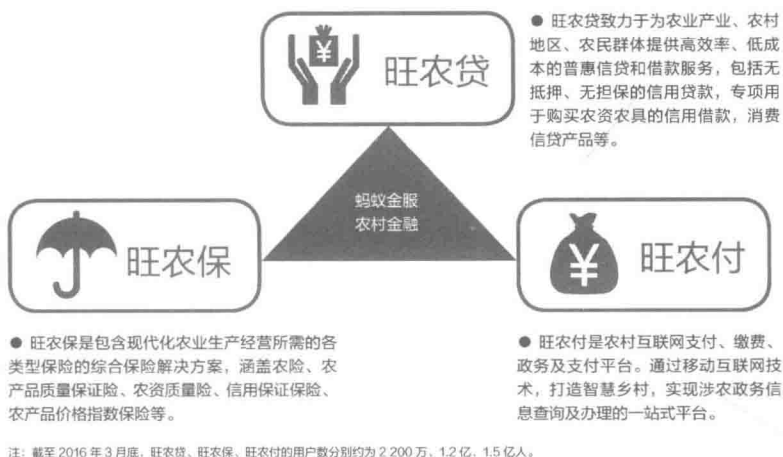 旺农贷
● 旺农贷致力于为农业产业、农村
地区、农民群体提供高效率、低成
本的普惠信贷和借款服务，包括无
抵押、无担保的信用贷款，专项用
于购买农资农具的信用借款，消费
信贷产品等。
蚂蚁金服
农村金融
旺农保
旺农付
● 旺农保是包含现代化农业生产经营所需的各
类型保险的综合保险解决方案，涵盖农险、农
产品质量保证险、农资质量险、信用保证保险、
农产品价格指数保险等。
● 旺农付是农村互联网支付、缴费、
政务及支付平台。通过移动互联网技
术，打造智慧乡村，实现涉农政务信
息查询及办理的一站式平台。
注：截至 2016 年 3 月底，旺农贷、旺农保、旺农付的用户数分别约为 2 200 万、1.2 亿、1.5 亿人。